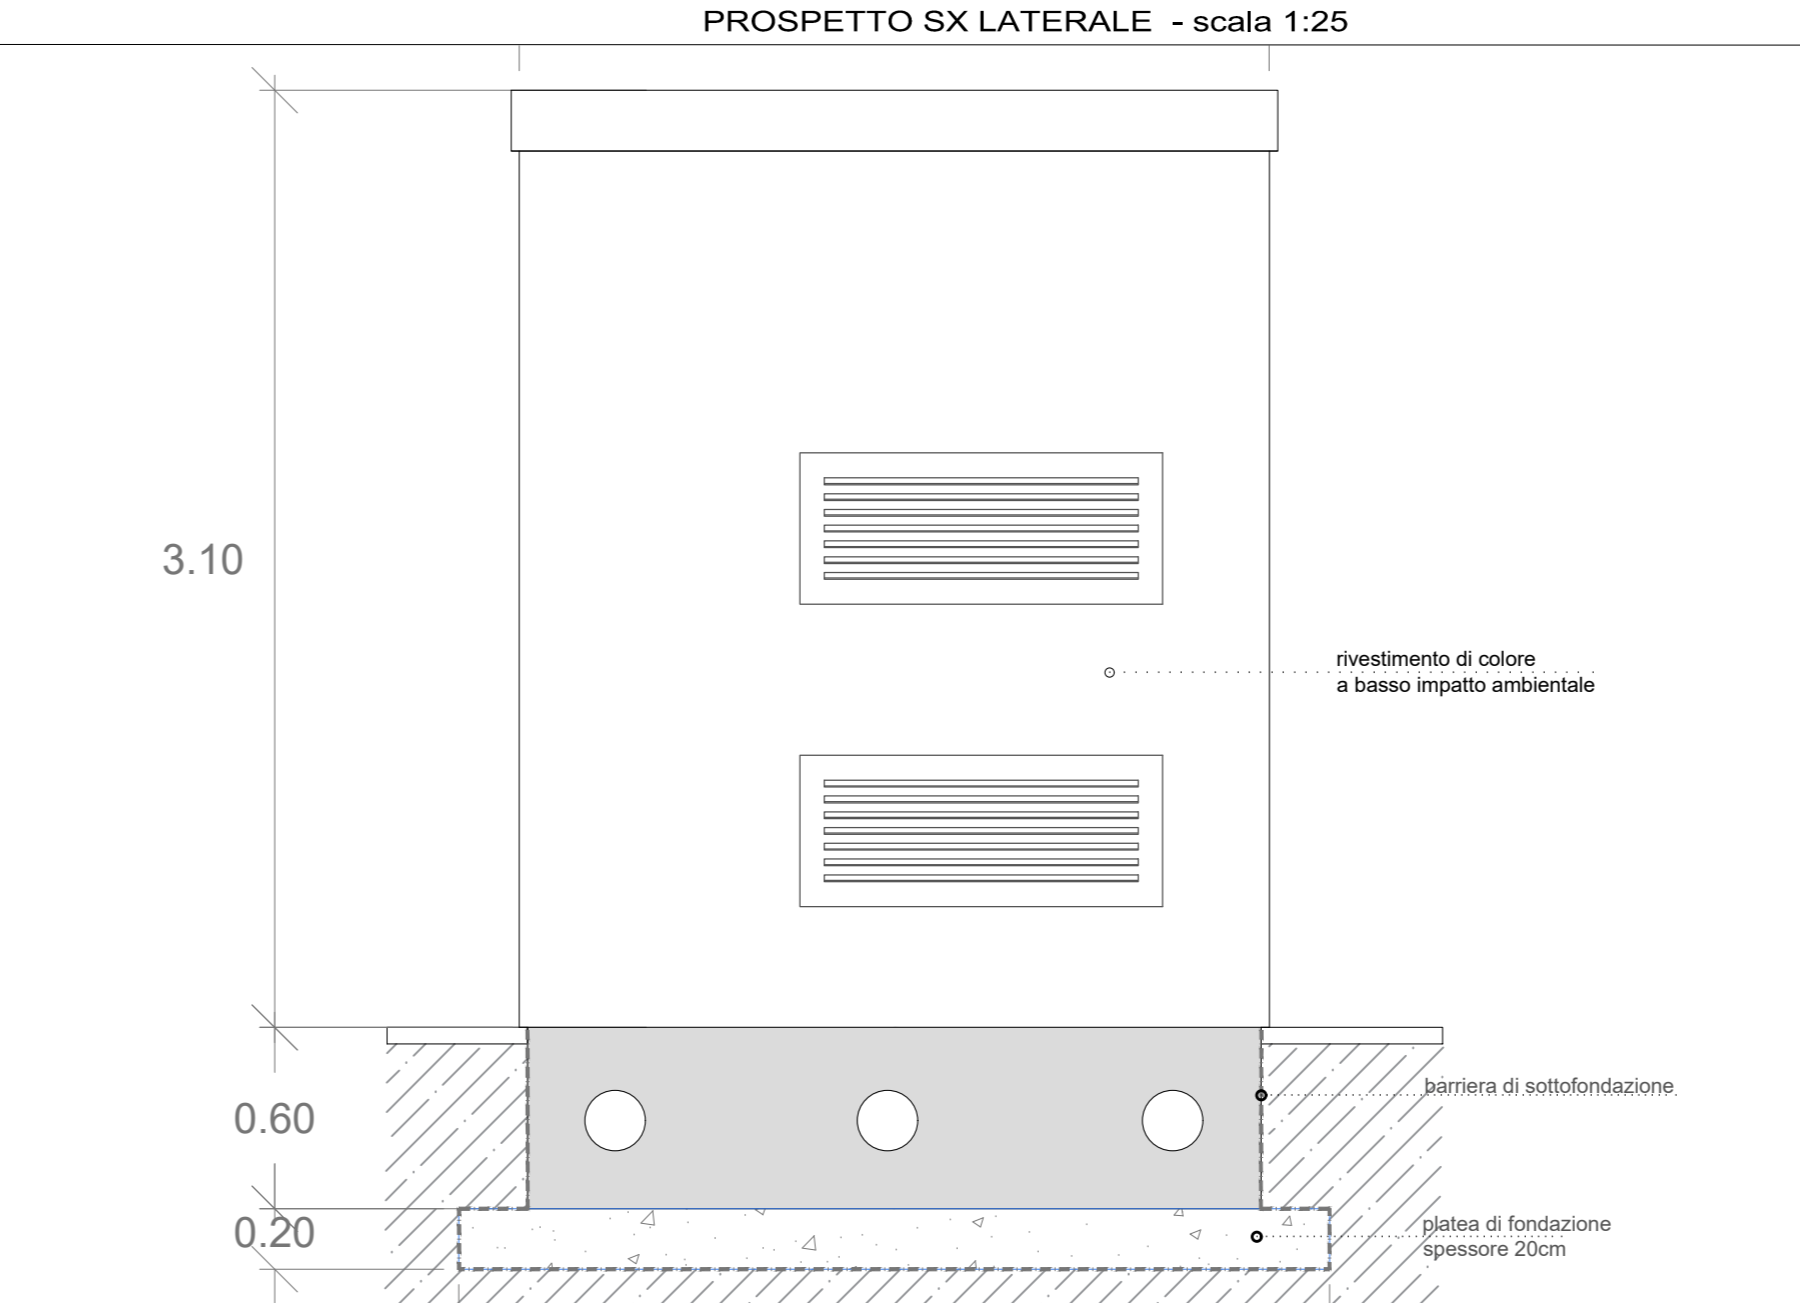 PROSPETTO SX LATERALE - scala 1:25
3.10
rivestimento di colore
a basso impatto ambientale
barriera di sottofondazione
0.60
platea di fondazione
spessore 20cm
0.20